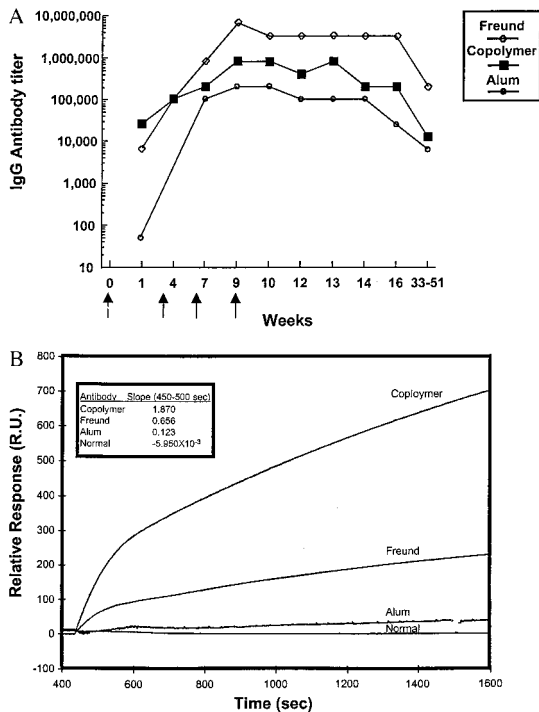 A
Freund
Copolymer
Alum
IgG Antibody titer
10,000,000
1,000,000
100,000
10,000
1,000
100
10
0 1 4 7 9 10 12 13 14 16 33-51
Weeks
B
Relative Response (R.U.)
800
700
600
500
400
300
200
100
0
-100
Antibody Slope (450-500 sec)
Copolymer 1.870
Freund 0.656
Alum 0.123
Normal -5.950X10-3
Coploymer
Freund
Alum
Normal
400 600 800 1000 1200 1400 1600
Time (sec)